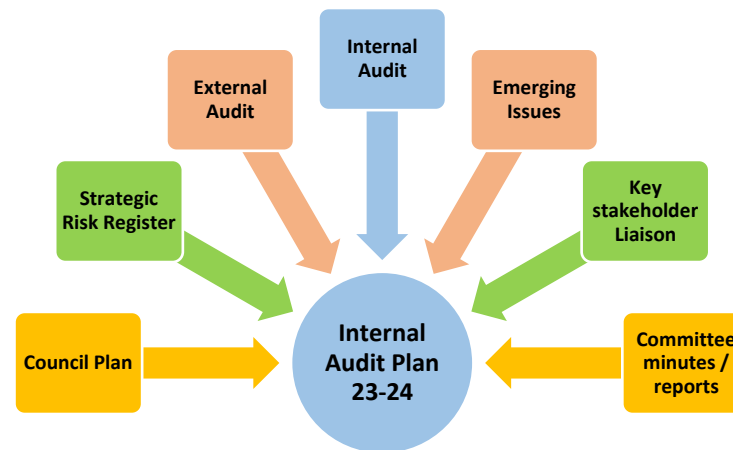 Internal
Audit
External
Audit
Emerging
Issues
Strategic
Risk Register
Key
stakeholder
Liaison
Council Plan
Internal
Audit Plan
23-24
Committee
minutes /
reports